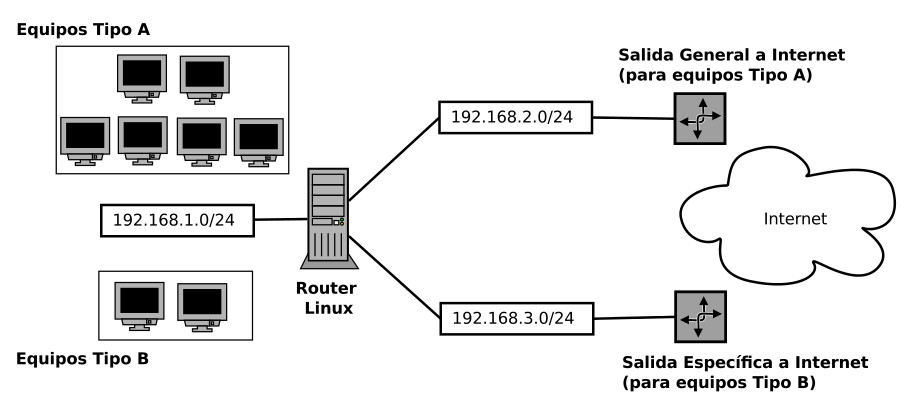 Equipos Tipo A
Salida General a Internet
(para equipos Tipo A)
192.168.2.0/24
192.168.1.0/24
Internet
Router
Linux
192.168.3.0/24
Equipos Tipo B
Salida Específica a Internet
(para equipos Tipo B)